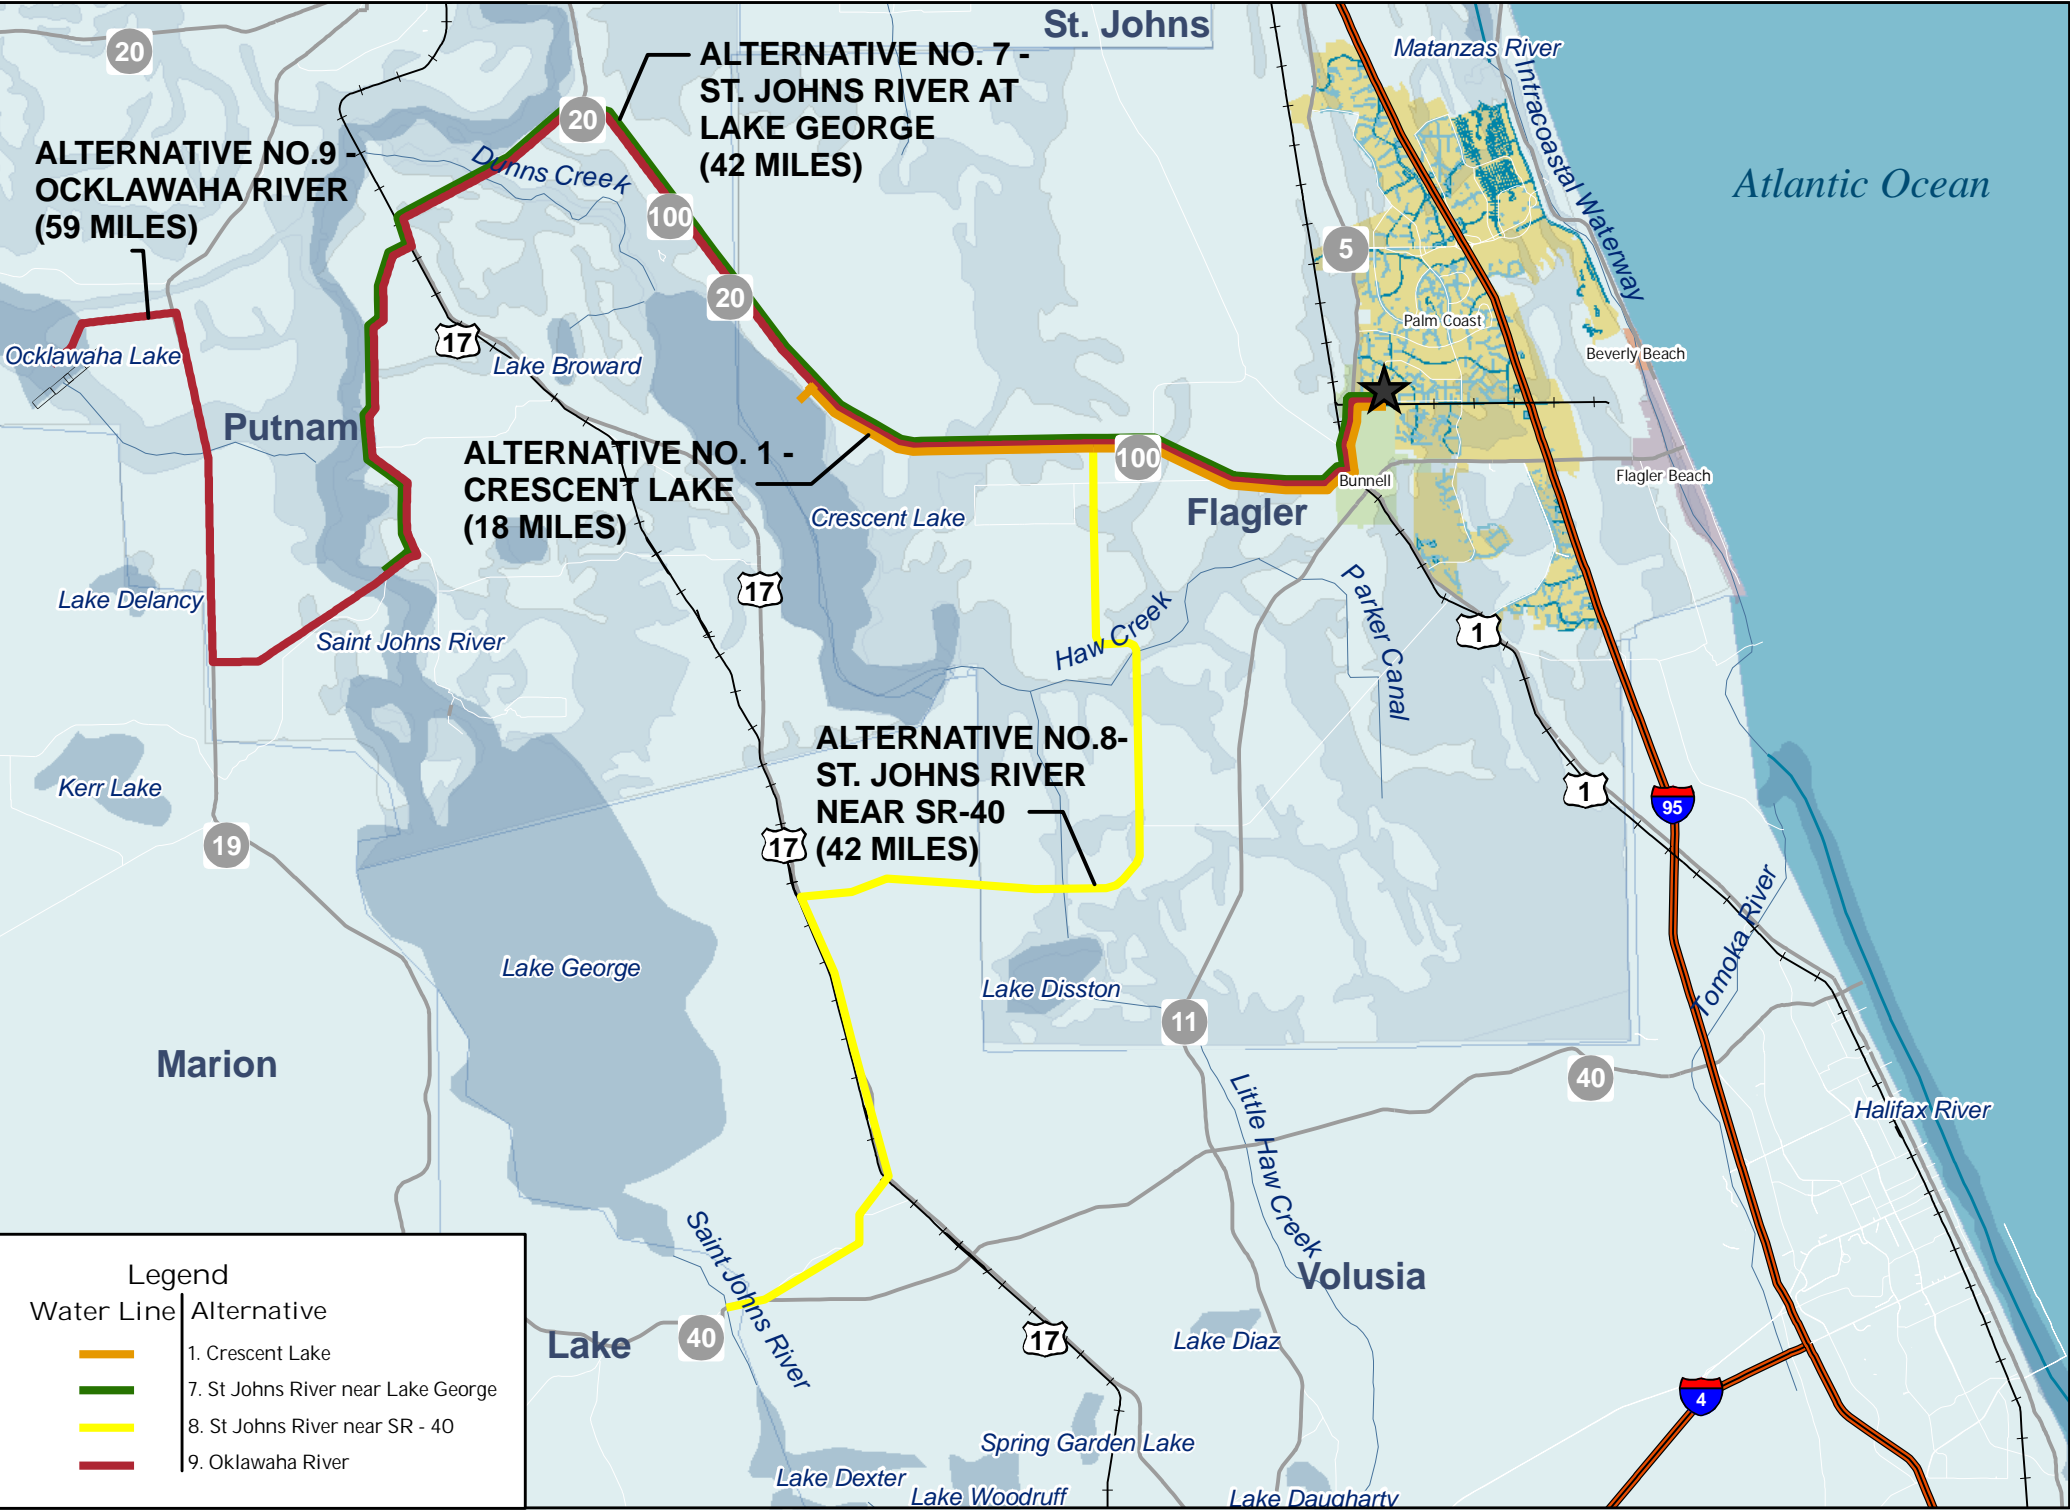 St. Johns
20
Matanzas River
ALTERNATIVE NO. 7 -
ST. JOHNS RIVER AT
LAKE GEORGE
(42 MILES)
Intracoastal Waterway
20
ALTERNATIVE NO.9 -
OCKLAWAHA RIVER
(59 MILES)
Dunns Creek
Atlantic Ocean
100
5
20
Palm Coast
17
Ocklawaha Lake
Lake Broward
Beverly Beach
Putnam
ALTERNATIVE NO. 1 -
CRESCENT LAKE
(18 MILES)
100
Bunnell
Flagler Beach
Crescent Lake
Flagler
17
Lake Delancy
Parker Canal
Haw Creek
1
Saint Johns River
ALTERNATIVE NO.8-
ST. JOHNS RIVER
NEAR SR-40
(42 MILES)
Kerr Lake
1
95
19
17
Tomoka River
Lake George
Lake Disston
11
Marion
40
Little Haw Creek
Halifax River
Saint Johns River
Volusia
Legend
Water Line
Alternative
1. Crescent Lake
7. St Johns River near Lake George
8. St Johns River near SR - 40
9. Oklawaha River
Lake
40
17
Lake Diaz
4
Spring Garden Lake
Lake Dexter
Lake Woodruff
Lake Daugharty